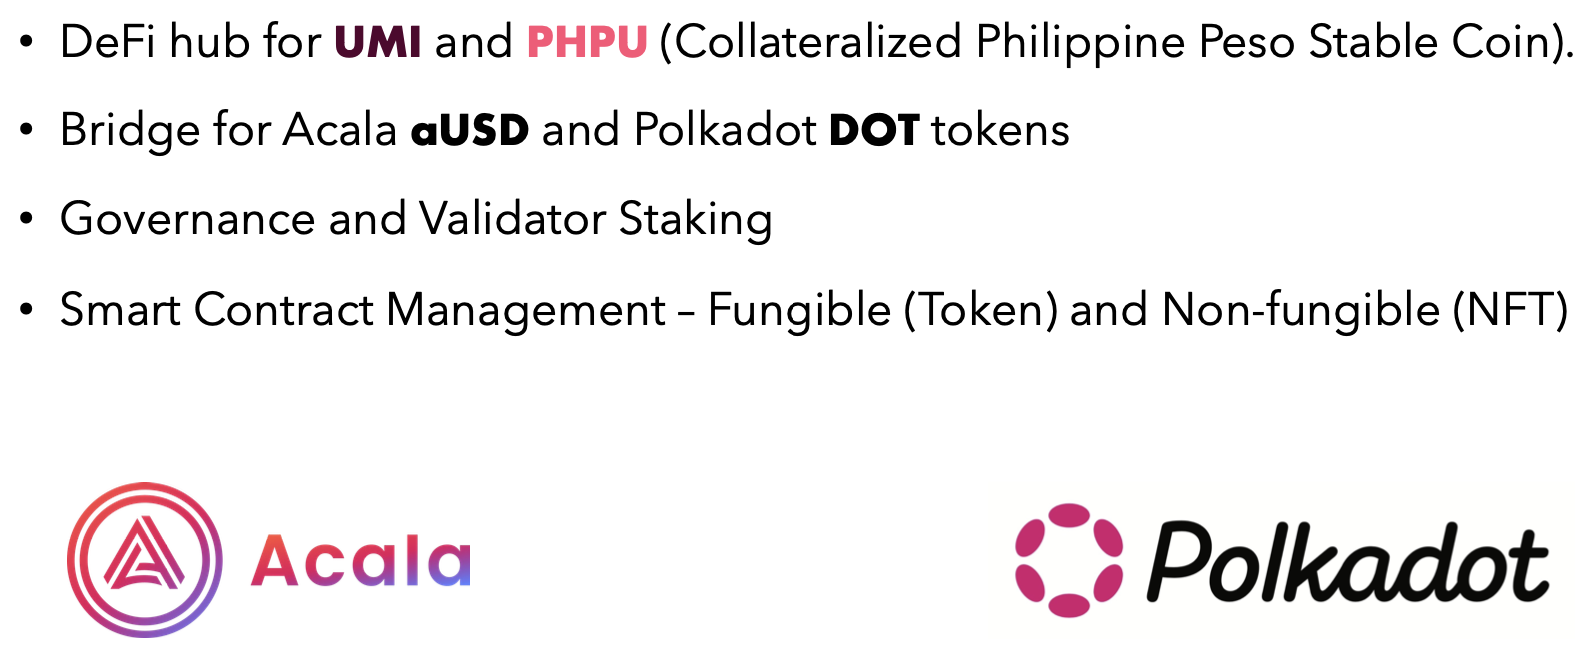 • DeFi hub for UMI and PHPU (Collateralized Philippine Peso Stable Coin).
• Bridge for Acala aUSD and Polkadot DOT tokens
• Governance and Validator Staking
• Smart Contract Management – Fungible (Token) and Non-fungible (NFT)
Acala
Polkadot